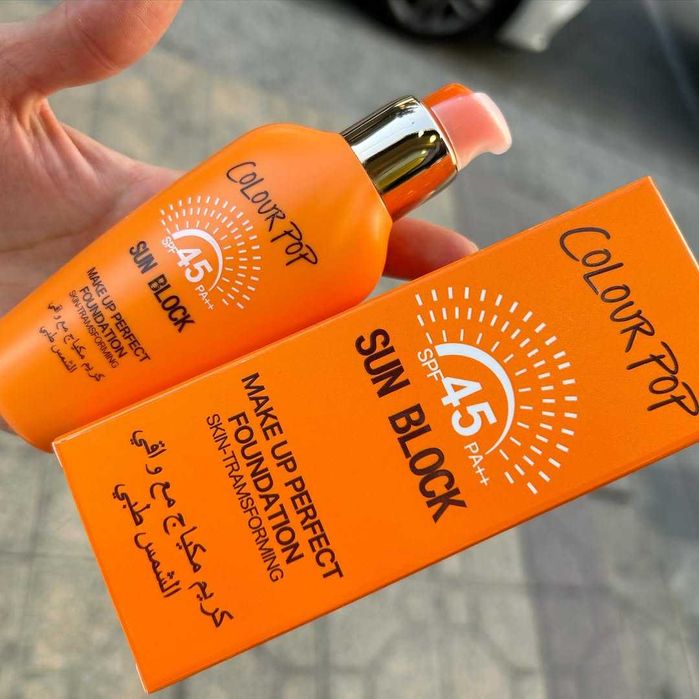 COLOUR POP
SPF 45 PA++
SUN BLOCK
MAKE UP PERFECT
FOUNDATION
SKIN-TRAMSFORMING
كريم مكياج مع واقي
الشمس طبي
COLOUR POP
SPF 45 PA++
SUN BLOCK
MAKE UP PERFECT
FOUNDATION
SKIN-TRAMSFORMING
كريم مكياج مع واقي
الشمس طبي